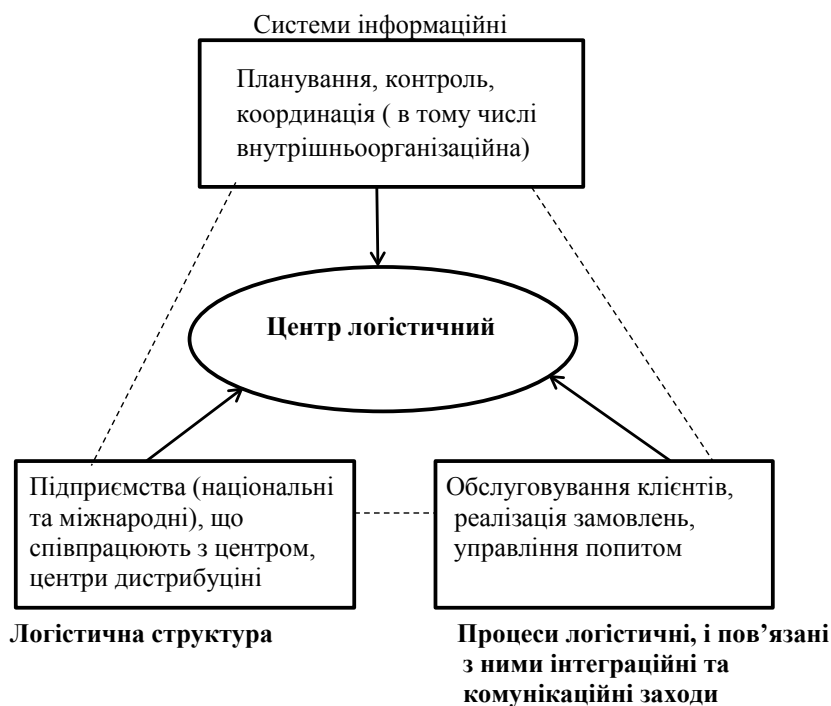 Системи інформаційні
Планування, контроль,
координація ( в тому числі
внутрішньоорганізаційна)
Центр логістичний
Підприємства (національні
та міжнародні), що
співпрацюють з центром,
центри дистрибуціні
Логістична структура
Обслуговування клієнтів,
реалізація замовлень,
управління попитом
Процеси логістичні, і пов’язані
з ними інтеграційні та
комунікаційні заходи